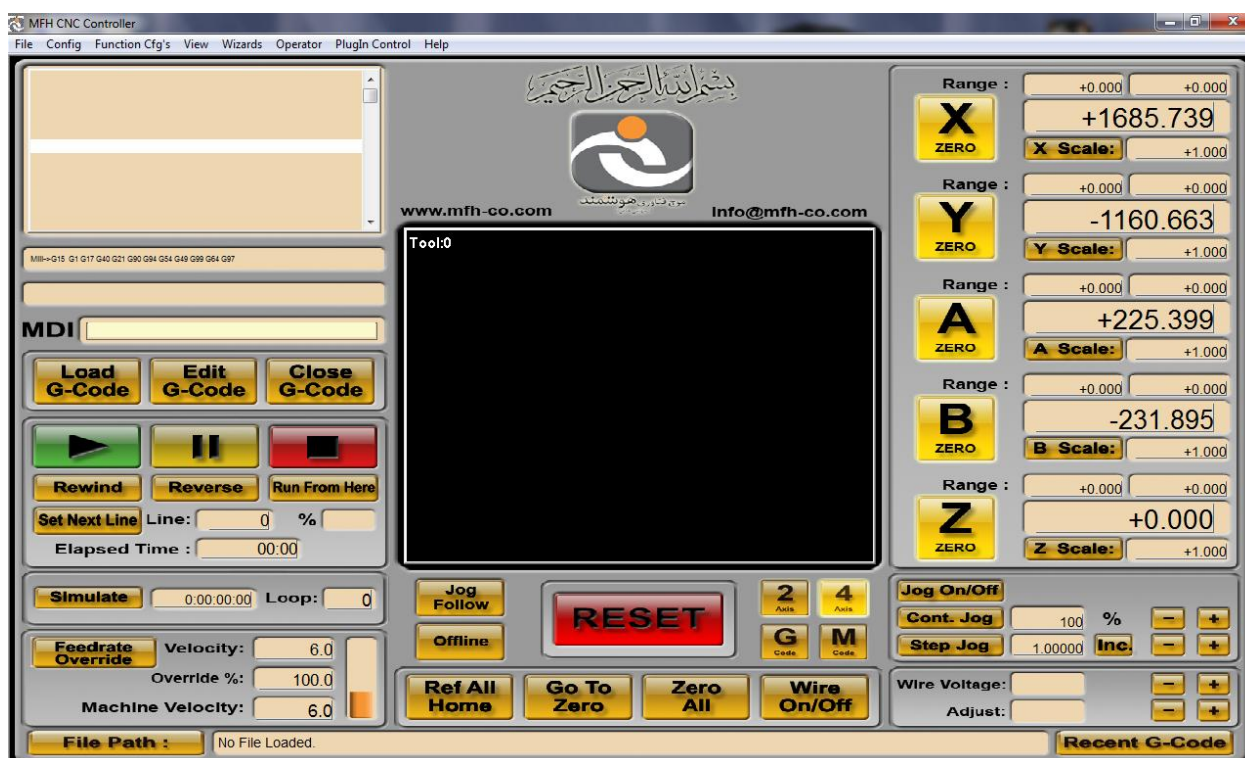 MFH CNC Controller
File Config Function Cfg's View Wizards Operator PlugIn Control Help
بسم الله الرحمن الرحيم
موج فناوری هوشمند
www.mfh-co.com
Info@mfh-co.com
Tool:0
G15 G1 G17 G40 G21 G90 G94 G54 G49 G99 G64 G97
MDI
Load G-Code
Edit G-Code
Close G-Code
Rewind
Reverse
Run From Here
Set Next Line Line: 0 %
Elapsed Time : 00:00
Simulate 0:00:00:00 Loop: 0
Feedrate Override
Velocity: 6.0
Override %: 100.0
Machine Velocity: 6.0
Jog Follow
Offline
RESET
2 Axis
4 Axis
G Code
M Code
Ref All Home
Go To Zero
Zero All
Wire On/Off
Range : +0.000 +0.000
X ZERO
+1685.739
X Scale: +1.000
Range : +0.000 +0.000
Y ZERO
-1160.663
Y Scale: +1.000
Range : +0.000 +0.000
A ZERO
+225.399
A Scale: +1.000
Range : +0.000 +0.000
B ZERO
-231.895
B Scale: +1.000
Range : +0.000 +0.000
Z ZERO
+0.000
Z Scale: +1.000
Jog On/Off
Cont. Jog 100 % - +
Step Jog 1.00000 Inc. - +
Wire Voltage: - +
Adjust: - +
File Path : No File Loaded. Recent G-Code